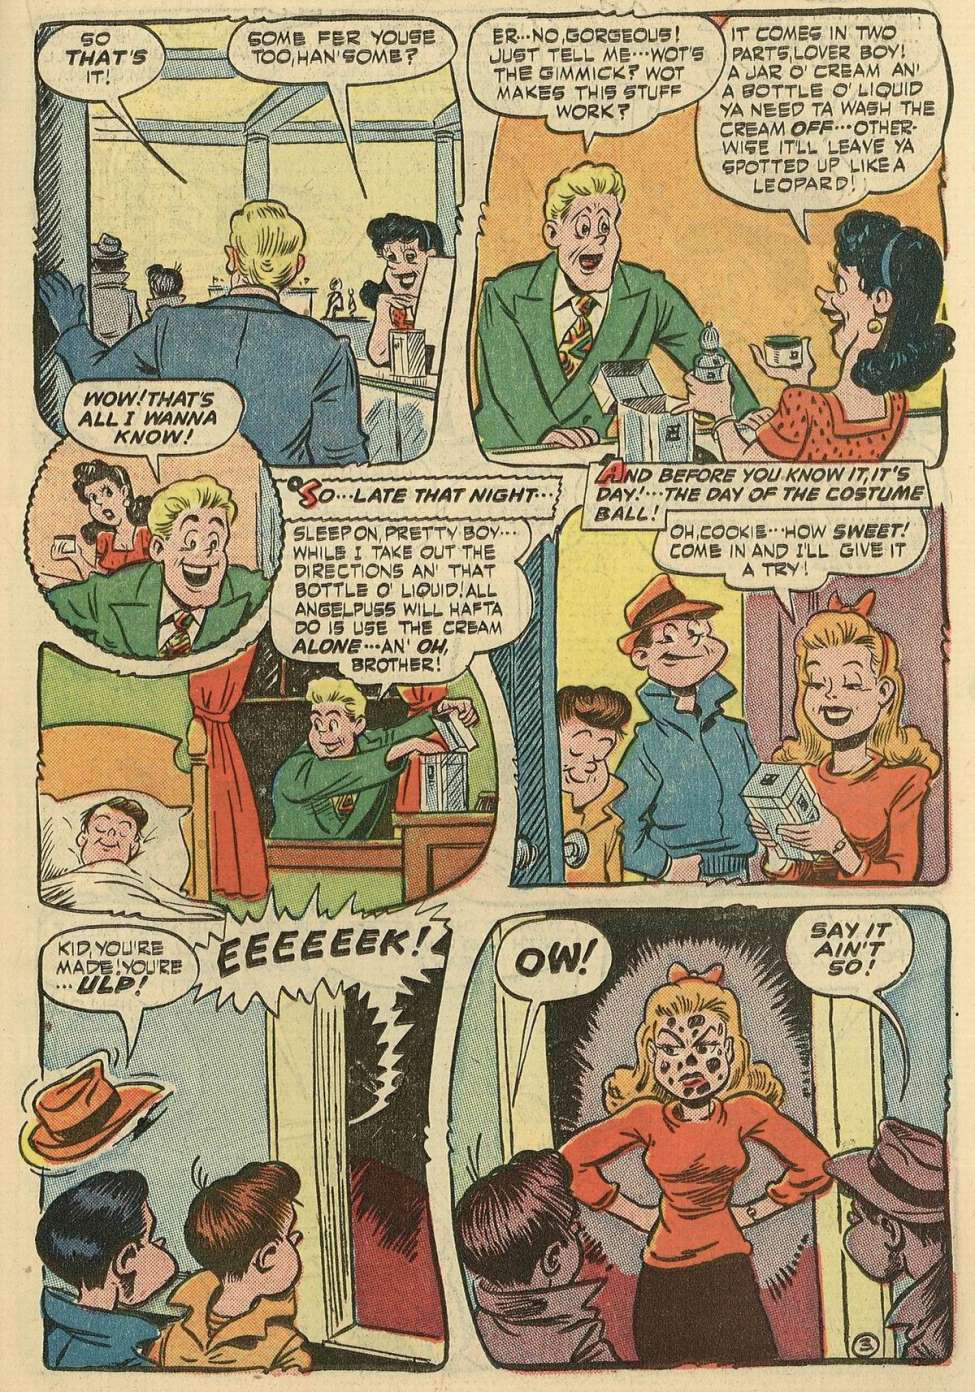 SO
THAT'S
IT!
SOME FER YOUSE
TOO, HAN'SOME?
ER---NO, GORGEOUS!
JUST TELL ME---WOT'S
THE GIMMICK? WOT
MAKES THIS STUFF
WORK?
IT COMES IN TWO
PARTS, LOVER BOY!
A JAR O' CREAM AN'
A BOTTLE O' LIQUID
YA NEED TA WASH THE
CREAM OFF---OTHER-
WISE IT'LL LEAVE YA
SPOTTED UP LIKE A
LEOPARD!
WOW! THAT'S
ALL I WANNA
KNOW!
"SO---LATE THAT NIGHT---
SLEEP ON, PRETTY BOY---
WHILE I TAKE OUT THE
DIRECTIONS AN' THAT
BOTTLE O' LIQUID! ALL
ANGELPUSS WILL HAFTA
DO IS USE THE CREAM
ALONE---AN' OH,
BROTHER!
"AND BEFORE YOU KNOW IT, IT'S
DAY!---THE DAY OF THE COSTUME
BALL!
OH, COOKIE---HOW SWEET!
COME IN AND I'LL GIVE IT
A TRY!
KID, YOU'RE
MADE! YOU'RE
---ULP!
EEEEEEEK!
OW!
SAY IT
AIN'T
SO!
3